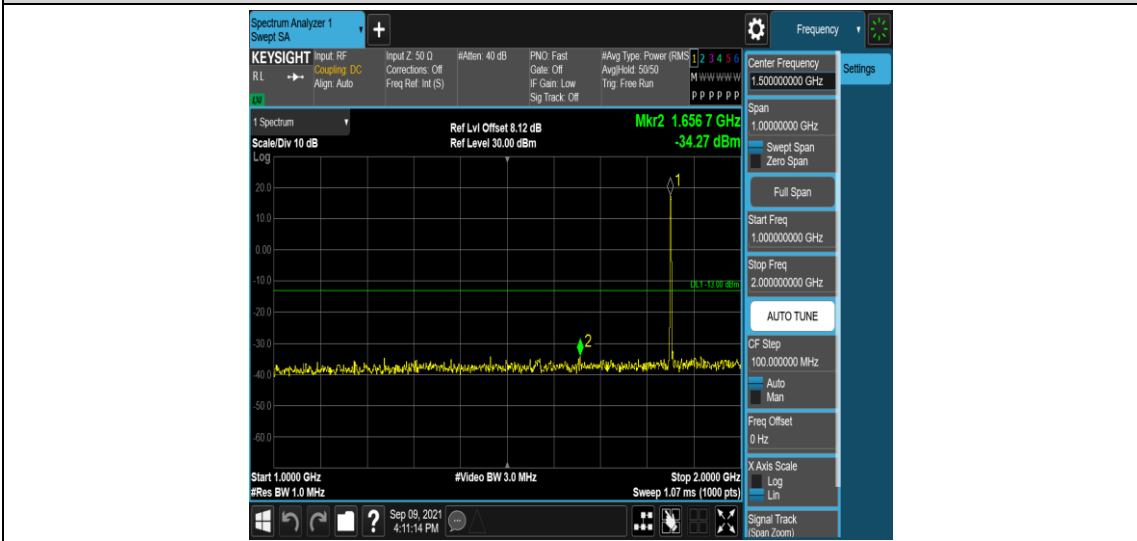 Spectrum Analyzer 1
Swept SA
+
Frequency
KEYSIGHT
RL
LXI
Input: RF
Coupling: DC
Align: Auto
Input Z: 50 Ω
Corrections: Off
Freq Ref: Int (S)
#Atten: 40 dB
PNO: Fast
Gate: Off
IF Gain: Low
Sig Track: Off
#Avg Type: Power (RMS
Avg|Hold: 50/50
Trig: Free Run
1 2 3 4 5 6
M W W W W W
P P P P P P
1 Spectrum
Scale/Div 10 dB
Log
Ref Lvl Offset 8.12 dB
Ref Level 30.00 dBm
Mkr2 1.656 7 GHz
-34.27 dBm
1
20.0
10.0
0.00
-10.0
DL1 -13.00 dBm
-20.0
-30.0
2
-40.0
-50.0
-60.0
Start 1.0000 GHz
#Res BW 1.0 MHz
#Video BW 3.0 MHz
Stop 2.0000 GHz
Sweep 1.07 ms (1000 pts)
?
Sep 09, 2021
4:11:14 PM
Center Frequency
1.500000000 GHz
Settings
Span
1.00000000 GHz
Swept Span
Zero Span
Full Span
Start Freq
1.000000000 GHz
Stop Freq
2.000000000 GHz
AUTO TUNE
CF Step
100.000000 MHz
Auto
Man
Freq Offset
0 Hz
X Axis Scale
Log
Lin
Signal Track
(Span Zoom)